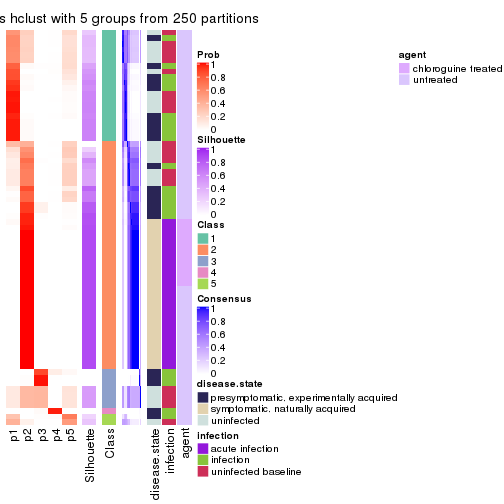 s hclust with 5 groups from 250 partitions
Prob
1
0.8
0.6
0.4
0.2
0
Silhouette
1
0.8
0.6
0.4
0.2
0
Class
1
2
3
4
5
Consensus
1
0.8
0.6
0.4
0.2
0
disease.state
presymptomatic. experimentally acquired
symptomatic. naturally acquired
uninfected
infection
acute infection
infection
uninfected baseline
agent
chloroguine treated
untreated
p1
p2
p3
p4
p5
Silhouette
Class
disease.state
infection
agent